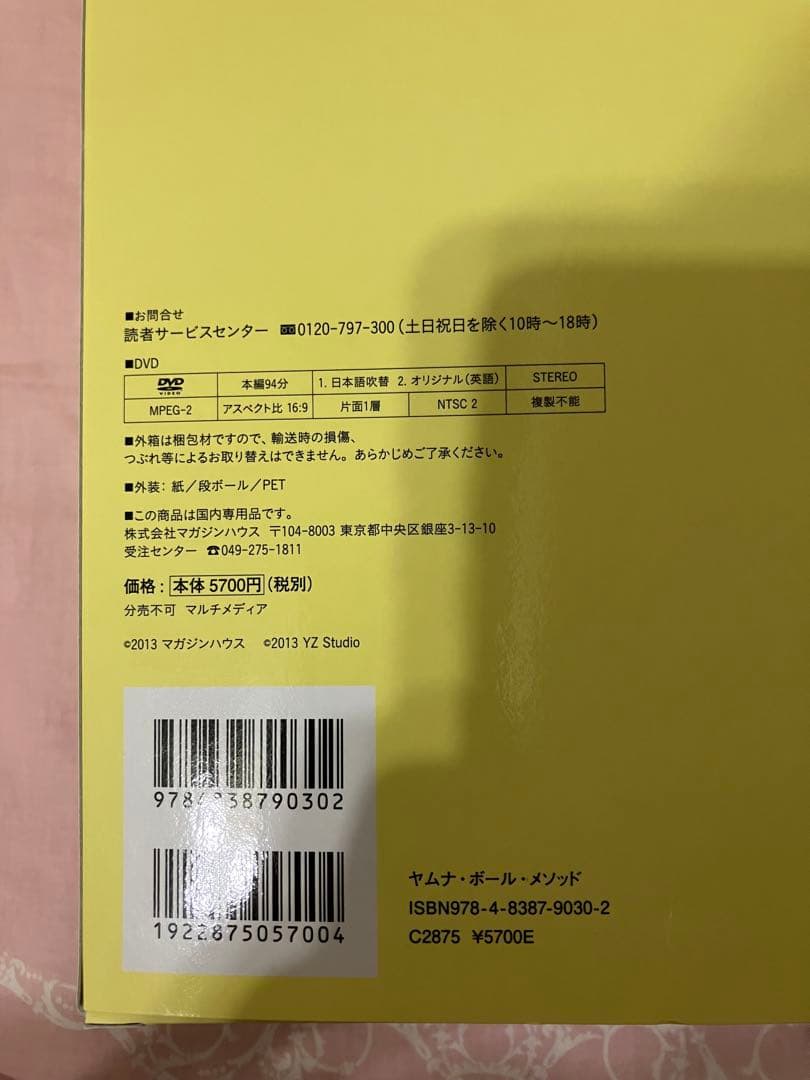 ■お問合せ
読者サービスセンター 0120-797-300(土日祝日を除く10時〜18時)
■DVD
DVD VIDEO 本編94分 1. 日本語吹替 2. オリジナル(英語) STEREO
MPEG-2 アスペクト比 16:9 片面1層 NTSC 2 複製不能
■外箱は梱包材ですので、輸送時の損傷、
つぶれ等によるお取り替えはできません。あらかじめご了承ください。
■外装: 紙/段ボール/PET
■この商品は国内専用品です。
株式会社マガジンハウス 〒104-8003 東京都中央区銀座3-13-10
受注センター ☎049-275-1811
価格: 本体 5700円(税別)
分売不可 マルチメディア
©2013 マガジンハウス ©2013 YZ Studio
9784838790302
1922875057004
ヤムナ・ボール・メソッド
ISBN978-4-8387-9030-2
C2875 ¥5700E